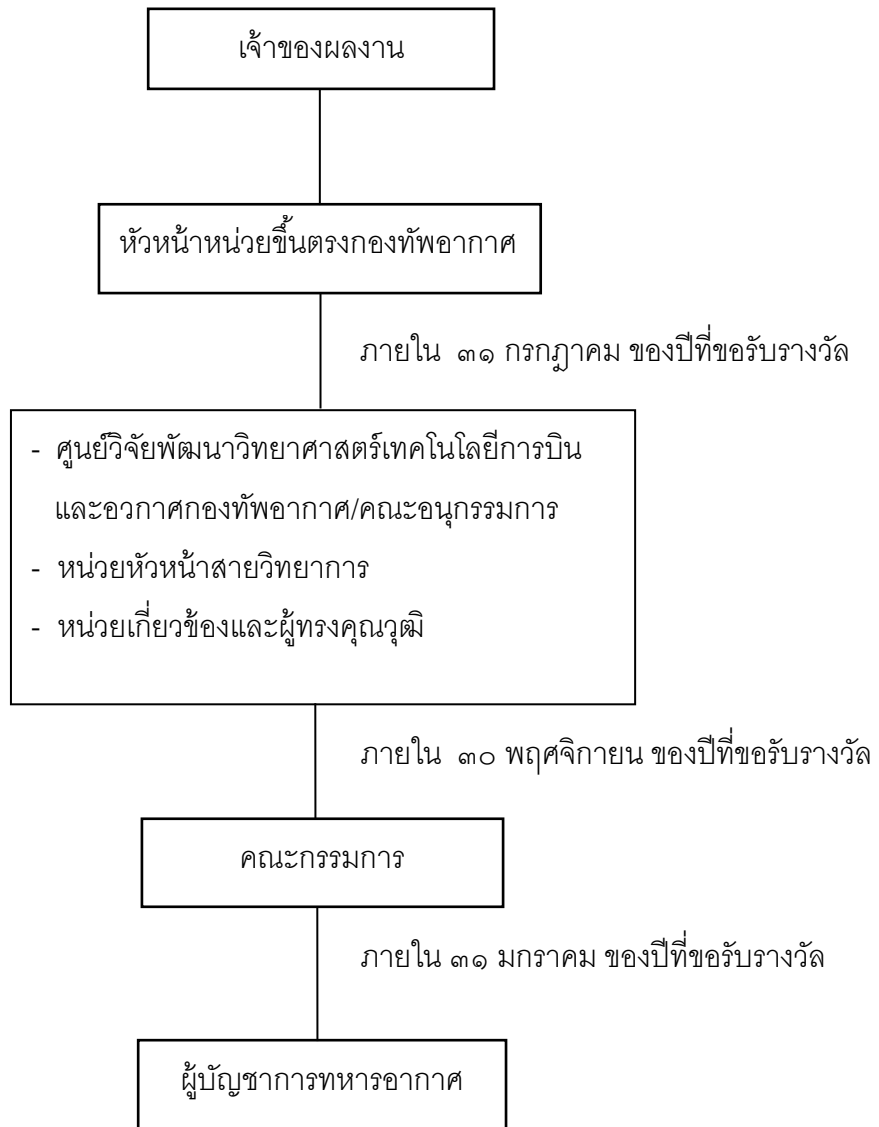 เจ้าของผลงาน
หัวหน้าหน่วยขึ้นตรงกองทัพอากาศ
ภายใน ๓๑ กรกฎาคม ของปีที่ขอรับรางวัล
- ศูนย์วิจัยพัฒนาวิทยาศาสตร์เทคโนโลยีการบิน
และอวกาศกองทัพอากาศ/คณะอนุกรรมการ
- หน่วยหัวหน้าสายวิทยาการ
- หน่วยเกี่ยวข้องและผู้ทรงคุณวุฒิ
ภายใน ๓๐ พฤศจิกายน ของปีที่ขอรับรางวัล
คณะกรรมการ
ภายใน ๓๑ มกราคม ของปีที่ขอรับรางวัล
ผู้บัญชาการทหารอากาศ